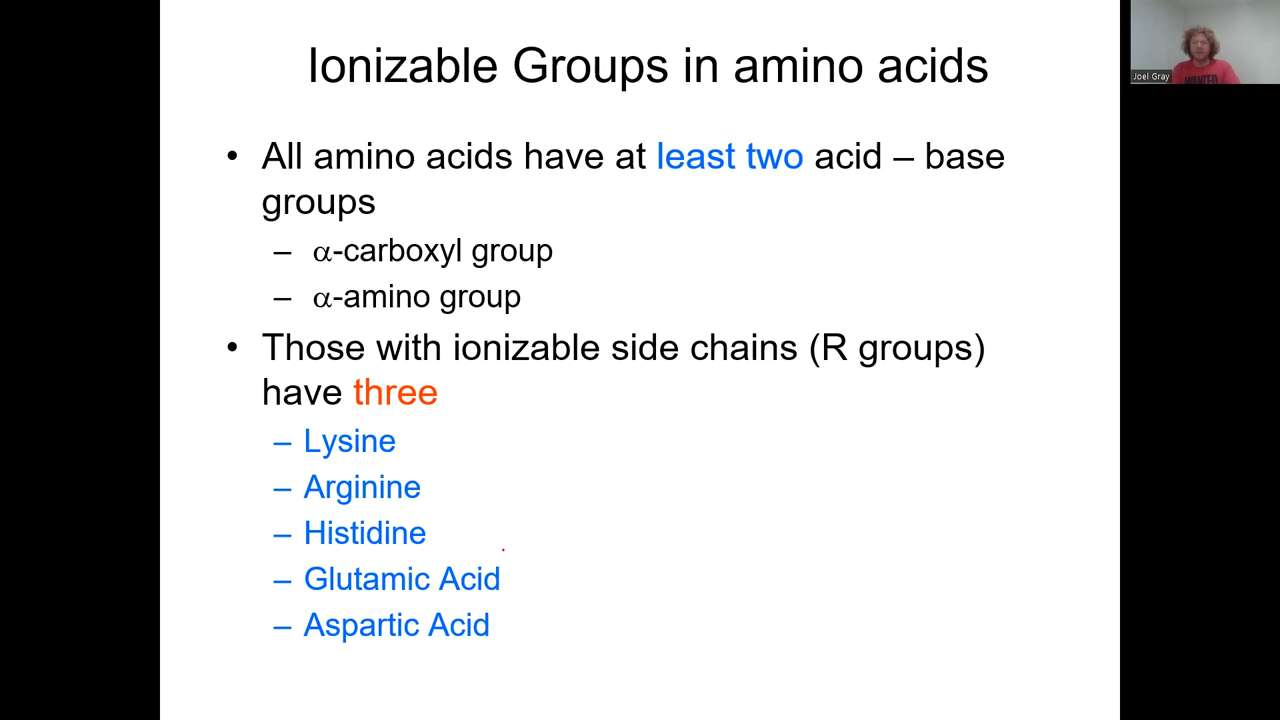 Ionizable Groups in amino acids
• All amino acids have at least two acid – base
groups
– α-carboxyl group
– α-amino group
• Those with ionizable side chains (R groups)
have three
– Lysine
– Arginine
– Histidine
– Glutamic Acid
– Aspartic Acid
Joel Gray
WANTED